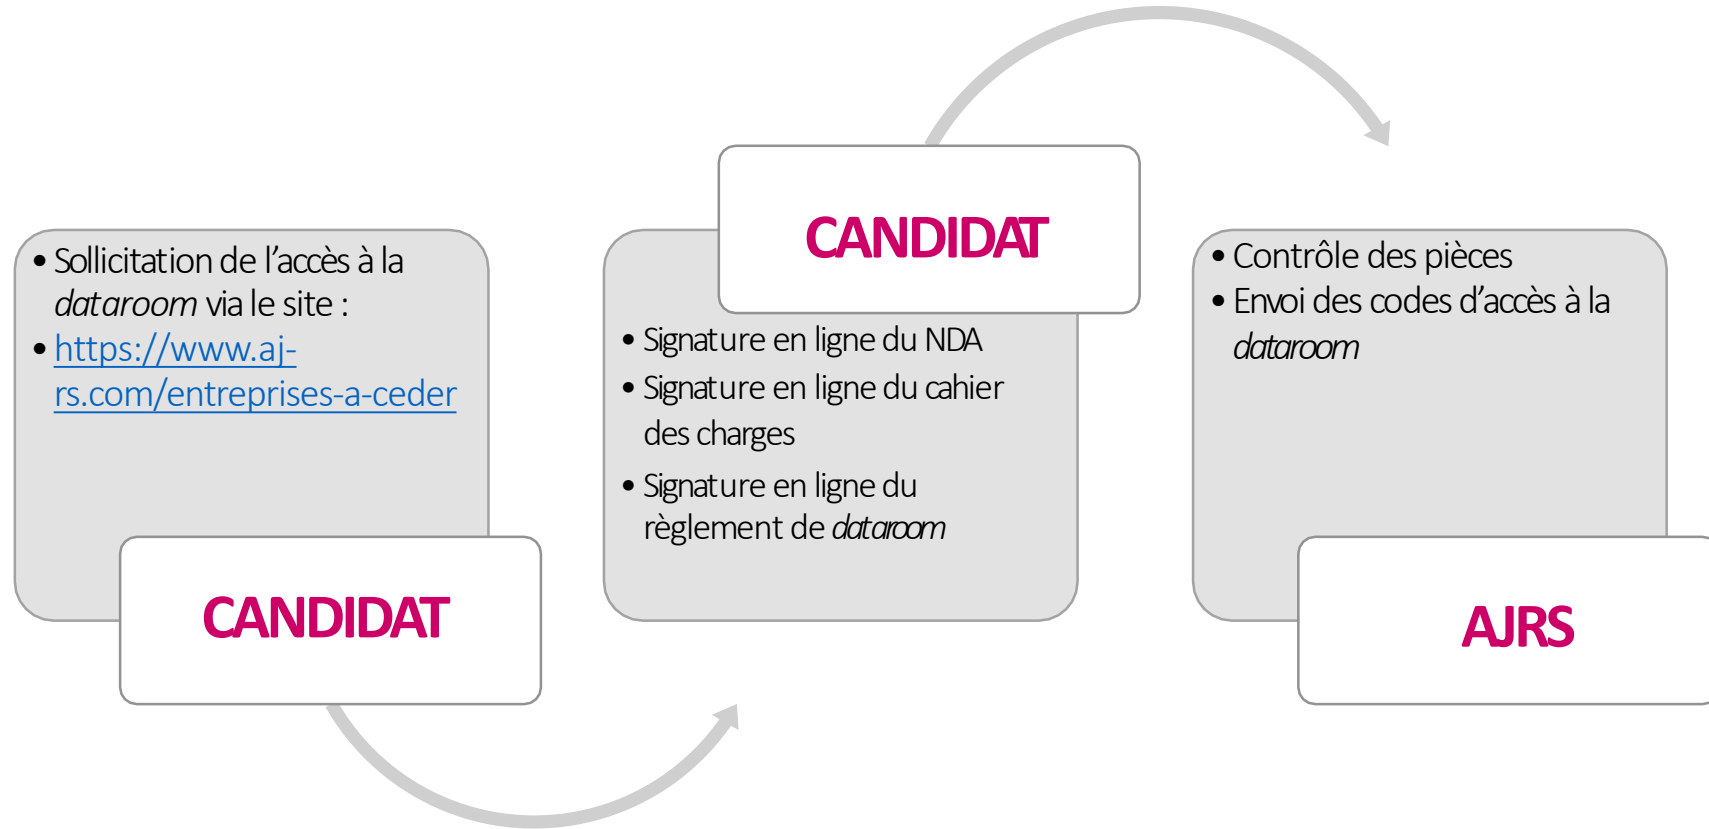 • Sollicitation de l’accès à la
dataroom via le site :
• https://www.aj-
rs.com/entreprises-a-ceder
CANDIDAT
CANDIDAT
• Signature en ligne du NDA
• Signature en ligne du cahier
des charges
• Signature en ligne du
règlement de dataroom
• Contrôle des pièces
• Envoi des codes d’accès à la
dataroom
AJRS